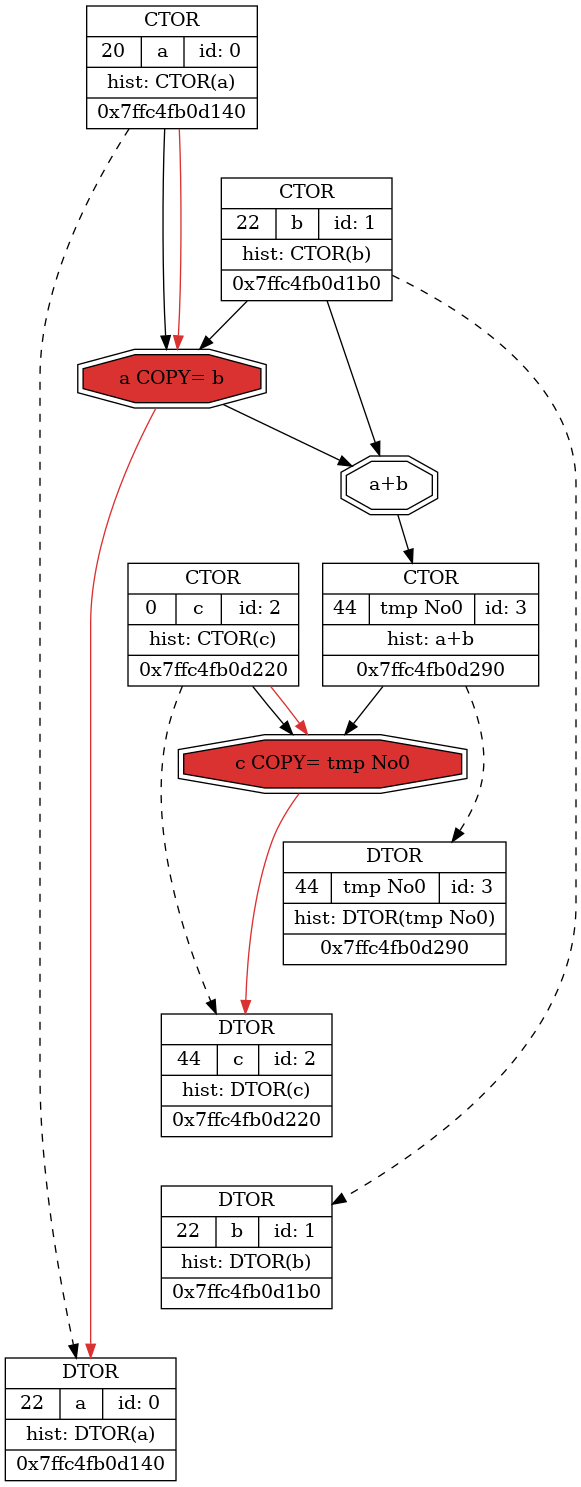 CTOR
20 a id: 0
hist: CTOR(a)
0x7ffc4fb0d140
CTOR
22 b id: 1
hist: CTOR(b)
0x7ffc4fb0d1b0
a COPY= b
a+b
CTOR
0 c id: 2
hist: CTOR(c)
0x7ffc4fb0d220
CTOR
44 tmp No0 id: 3
hist: a+b
0x7ffc4fb0d290
c COPY= tmp No0
DTOR
44 tmp No0 id: 3
hist: DTOR(tmp No0)
0x7ffc4fb0d290
DTOR
44 c id: 2
hist: DTOR(c)
0x7ffc4fb0d220
DTOR
22 b id: 1
hist: DTOR(b)
0x7ffc4fb0d1b0
DTOR
22 a id: 0
hist: DTOR(a)
0x7ffc4fb0d140